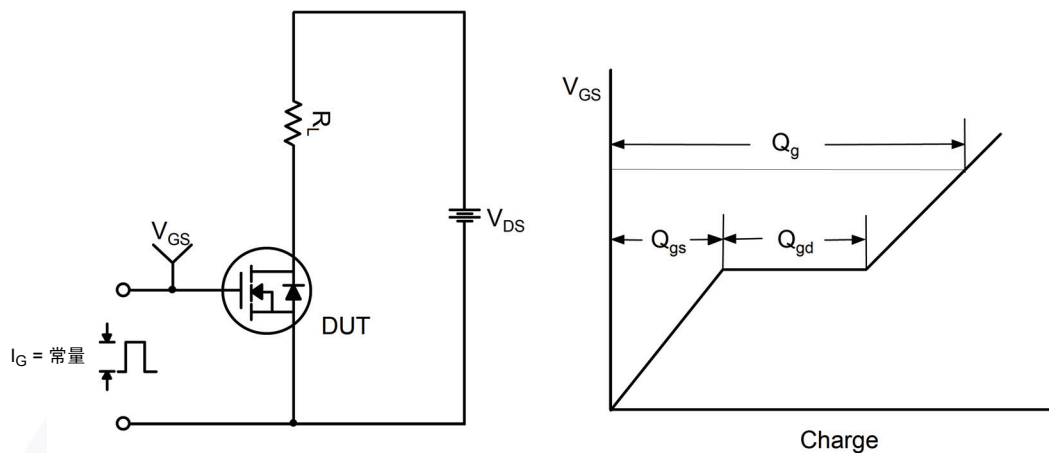 R_L
V_GS
V_DS
DUT
I_G = 常量
V_GS
Q_g
Q_gs
Q_gd
Charge